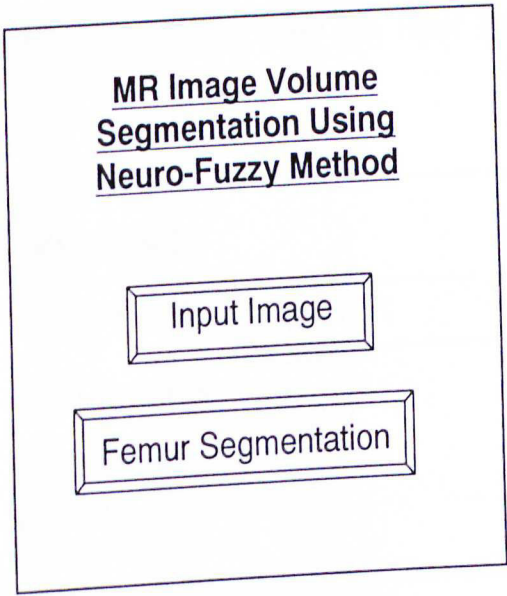 MR Image Volume
Segmentation Using
Neuro-Fuzzy Method
Input Image
Femur Segmentation